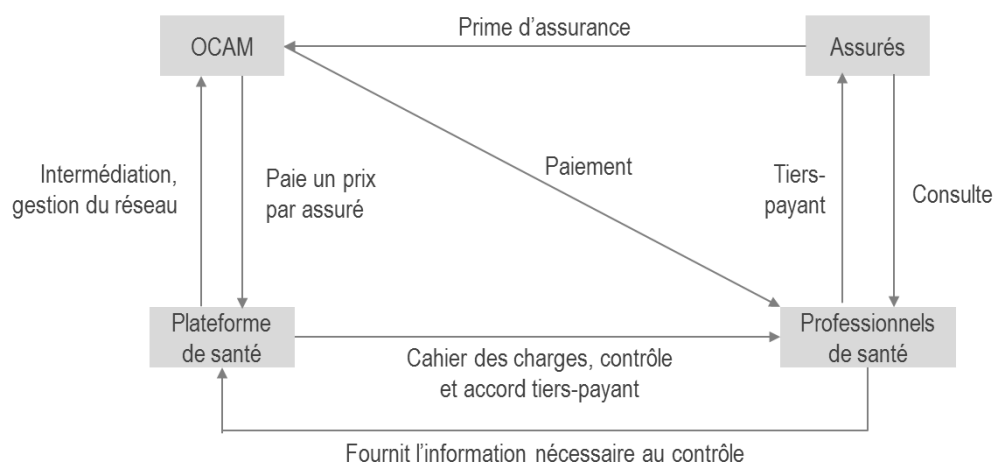 Prime d’assurance
OCAM
Assurés
Intermédiation,
gestion du réseau
Paie un prix
par assuré
Paiement
Tiers-
payant
Consulte
Plateforme
de santé
Professionnels
de santé
Cahier des charges, contrôle
et accord tiers-payant
Fournit l’information nécessaire au contrôle